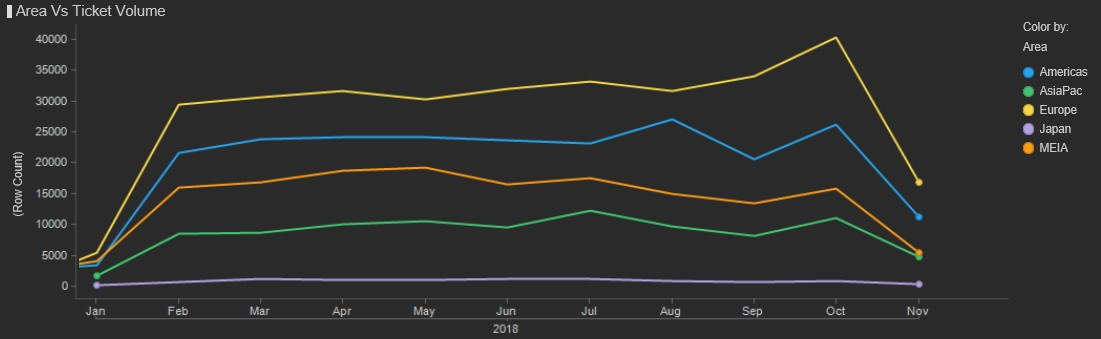 Area Vs Ticket Volume
Color by:
Area
Americas
AsiaPac
Europe
Japan
MEIA
(Row Count)
40000
35000
30000
25000
20000
15000
10000
5000
0
Jan Feb Mar Apr May Jun Jul Aug Sep Oct Nov
2018